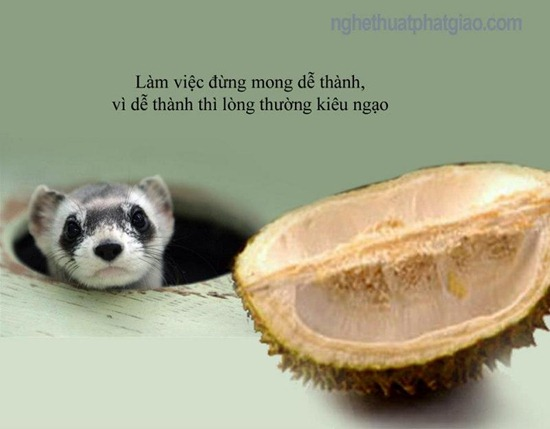 nghethuatphatgiao.com
Làm việc đừng mong dễ thành,
vì dễ thành thì lòng thường kiêu ngạo